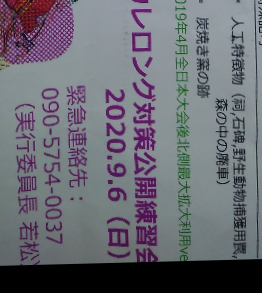 ・ 人工特徴物（祠,石碑,野生動物捕獲用罠,
森の中の廃車）
・ 炭焼き窯の跡
019年4月全日本大会後北側最大拡大利用ve
フレロング対策公開練習会
2020.9.6（日）
緊急連絡先：
090-5754-0037
（実行委員長 若松